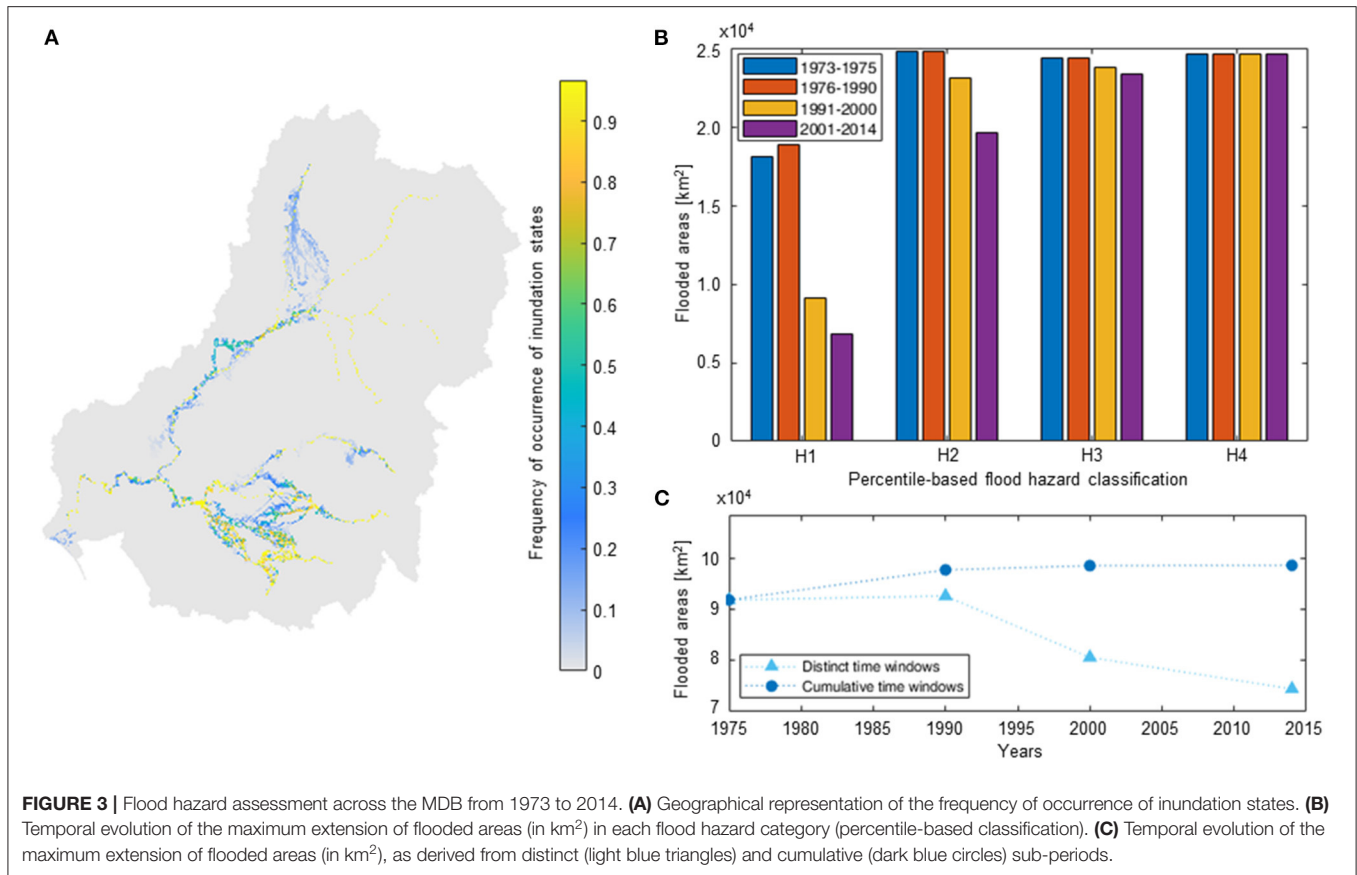 A
Frequency of occurrence of inundation states
0.9
0.8
0.7
0.6
0.5
0.4
0.3
0.2
0.1
0
B
x10⁴
Flooded areas [km²]
2.5
2.0
1.5
1.0
0.5
0
1973-1975
1976-1990
1991-2000
2001-2014
H1 H2 H3 H4
Percentile-based flood hazard classification
C
x10⁴
Flooded areas [km²]
10
9
8
7
Distinct time windows
Cumulative time windows
1975 1980 1985 1990 1995 2000 2005 2010 2015
Years
FIGURE 3 | Flood hazard assessment across the MDB from 1973 to 2014. (A) Geographical representation of the frequency of occurrence of inundation states. (B)
Temporal evolution of the maximum extension of flooded areas (in km²) in each flood hazard category (percentile-based classification). (C) Temporal evolution of the
maximum extension of flooded areas (in km²), as derived from distinct (light blue triangles) and cumulative (dark blue circles) sub-periods.